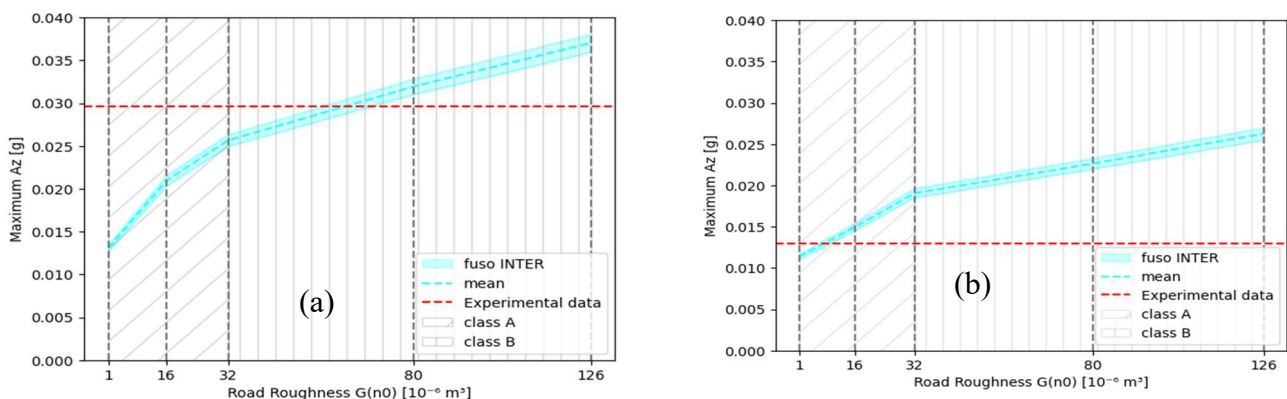 0.040
0.035
0.030
0.025
0.020
0.015
0.010
0.005
0.000
Maximum Az [g]
(a)
fuso INTER
mean
Experimental data
class A
class B
1 16 32 80 126
Road Roughness G(n0) [10⁻⁶ m³]
0.040
0.035
0.030
0.025
0.020
0.015
0.010
0.005
0.000
Maximum Az [g]
(b)
fuso INTER
mean
Experimental data
class A
class B
1 16 32 80 126
Road Roughness G(n0) [10⁻⁶ m³]